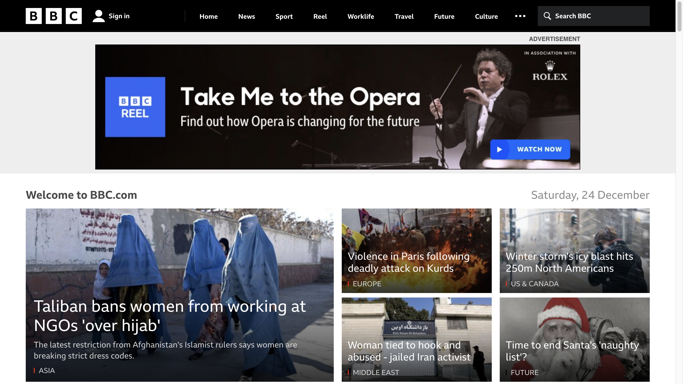 BBC
Sign in
Home
News
Sport
Reel
Worklife
Travel
Future
Culture
Search BBC
ADVERTISEMENT
BBC
REEL
Take Me to the Opera
Find out how Opera is changing for the future
IN ASSOCIATION WITH
ROLEX
WATCH NOW
Welcome to BBC.com
Saturday, 24 December
Taliban bans women from working at
NGOs 'over hijab'
The latest restriction from Afghanistan's Islamist rulers says women are
breaking strict dress codes.
ASIA
Violence in Paris following
deadly attack on Kurds
EUROPE
Winter storm's icy blast hits
250m North Americans
US & CANADA
Woman tied to hook and
abused - jailed Iran activist
MIDDLE EAST
Time to end Santa's 'naughty
list'?
FUTURE